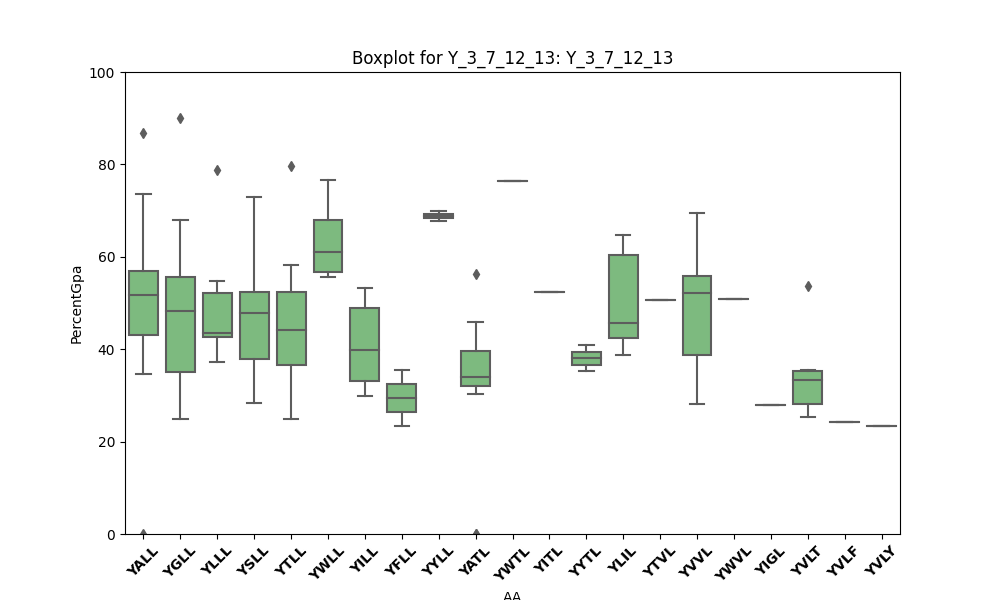 Boxplot for Y_3_7_12_13: Y_3_7_12_13
100
80
60
40
20
0
PercentGpa
YALL YGLL YLLL YSLL YTLL YWLL YILL YFLL YYLL YATL YWTL YITL YYTL YLIL YTVL YVVL YWVL YIGL YVLT YVLF YVLY
AA